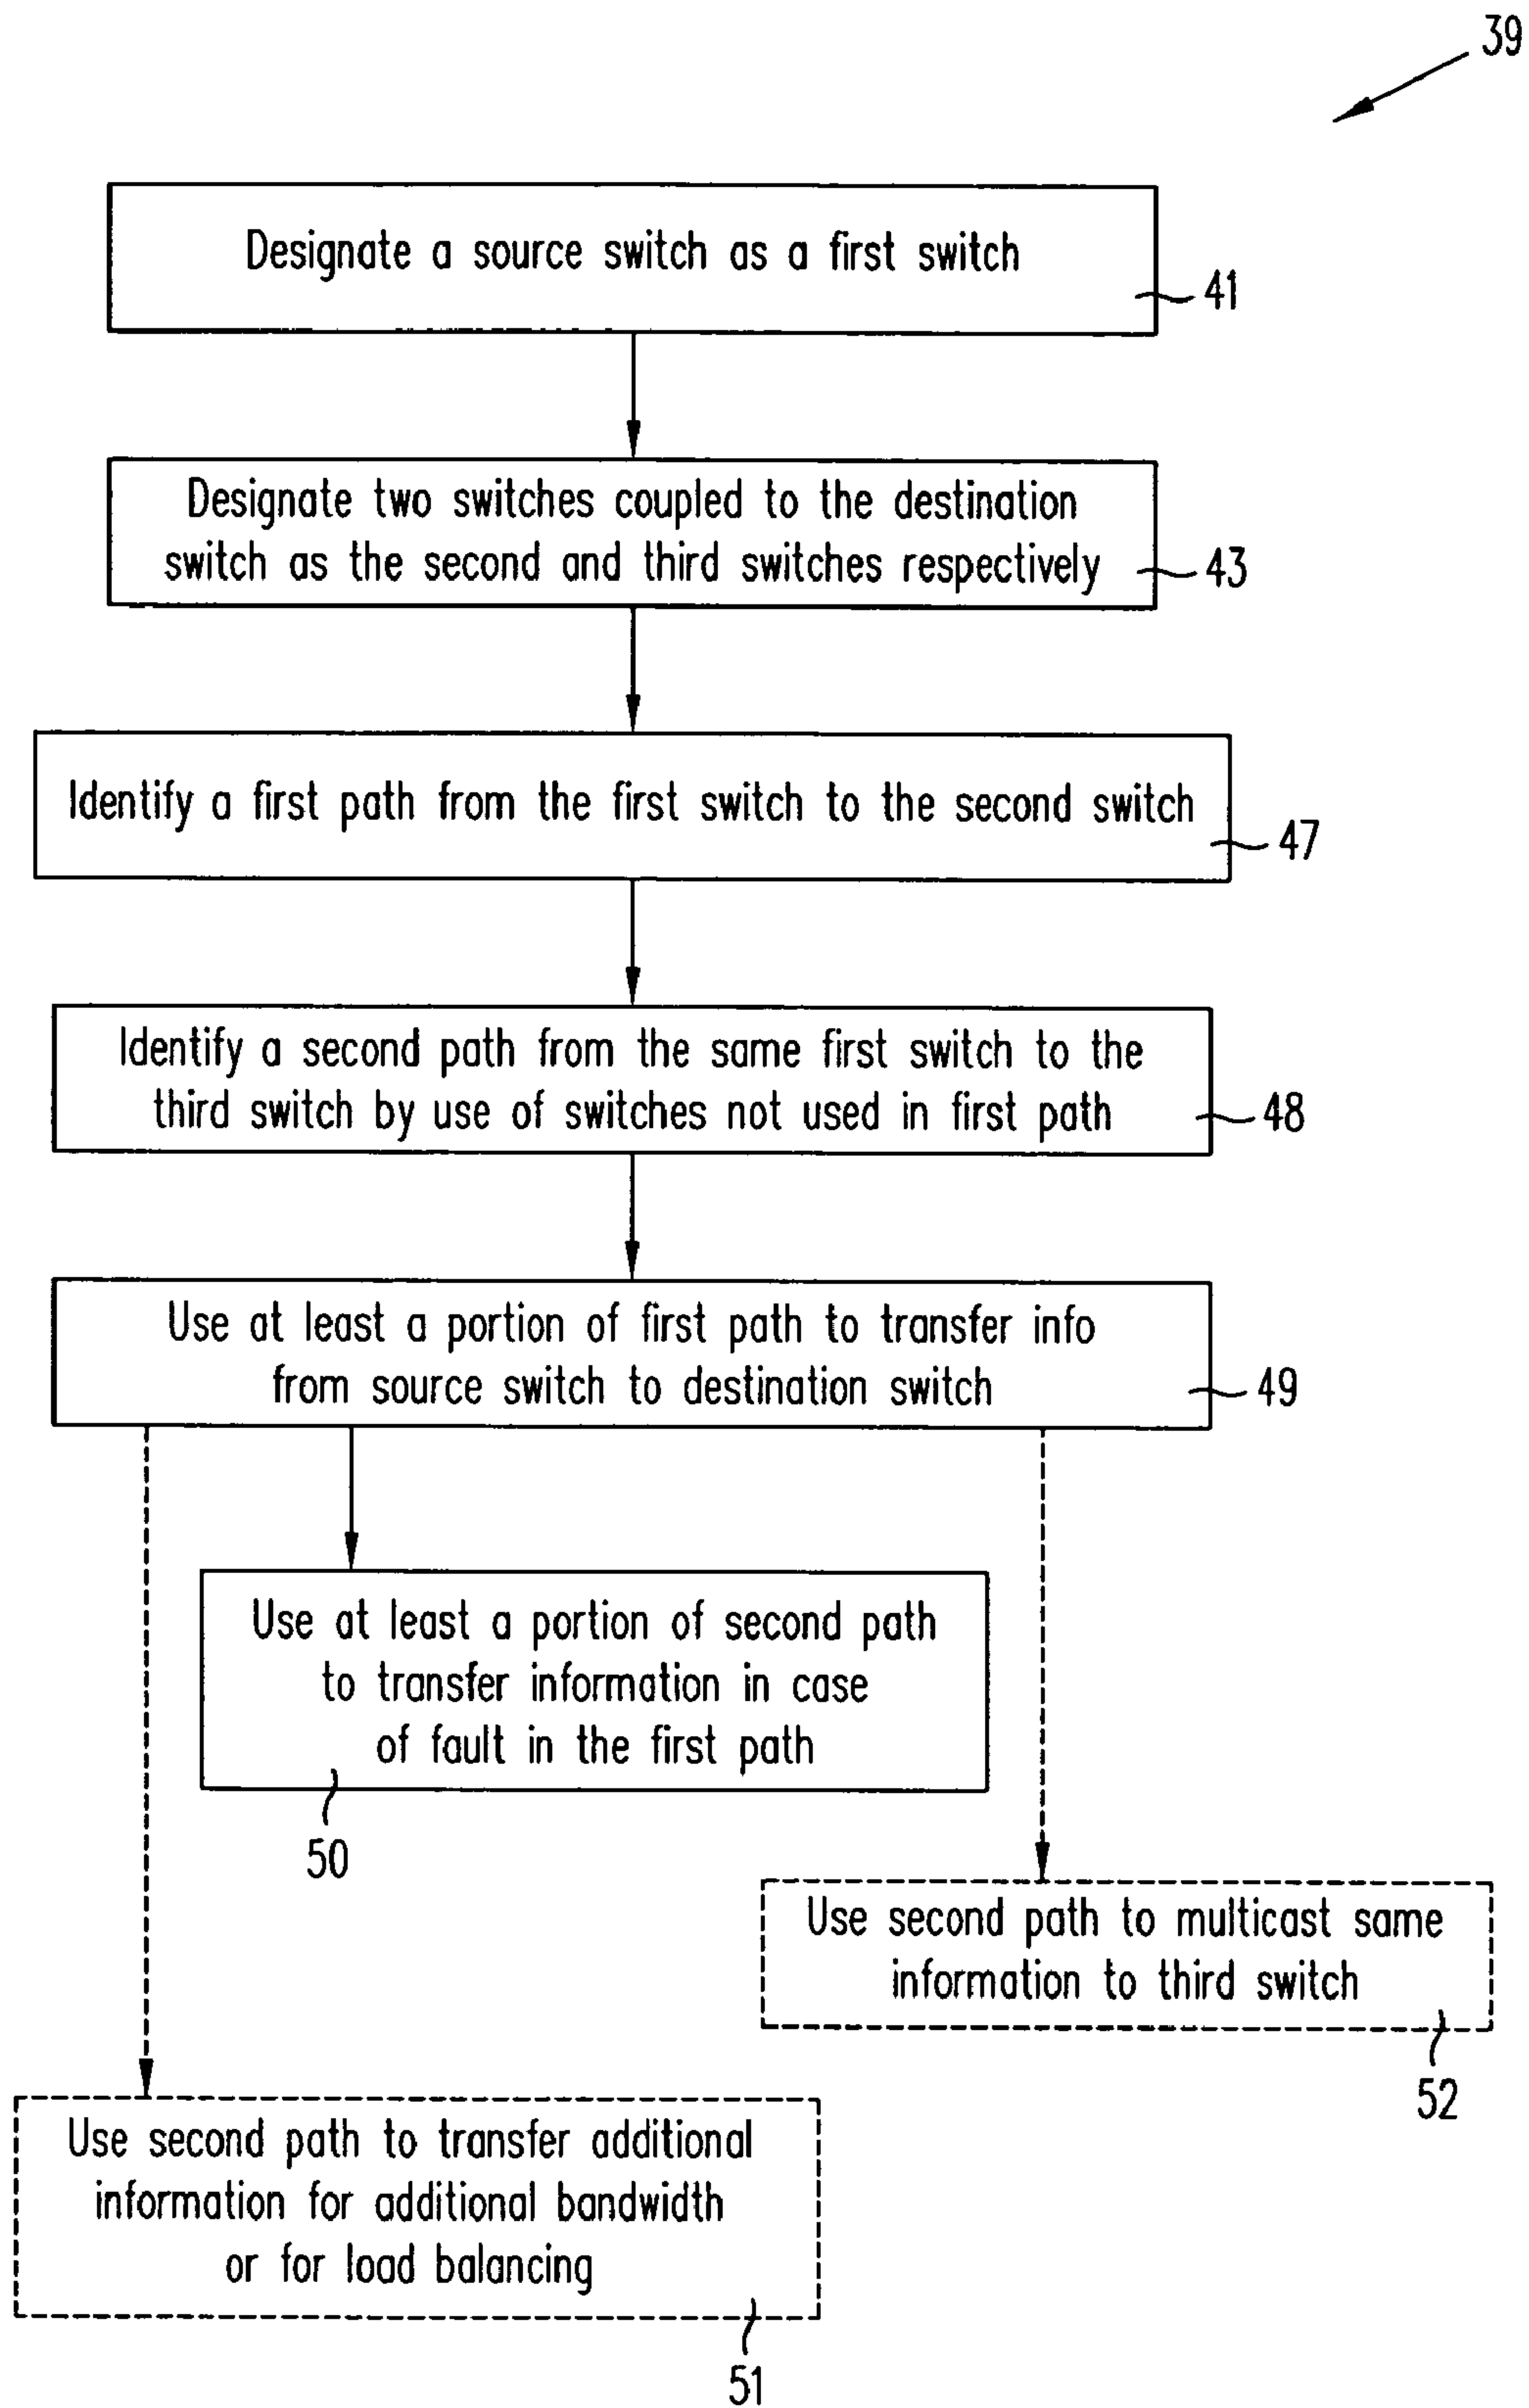 39
Designate a source switch as a first switch
41
Designate two switches coupled to the destination
switch as the second and third switches respectively
43
Identify a first path from the first switch to the second switch
47
Identify a second path from the same first switch to the
third switch by use of switches not used in first path
48
Use at least a portion of first path to transfer info
from source switch to destination switch
49
Use at least a portion of second path
to transfer information in case
of fault in the first path
50
Use second path to multicast same
information to third switch
52
Use second path to transfer additional
information for additional bandwidth
or for load balancing
51